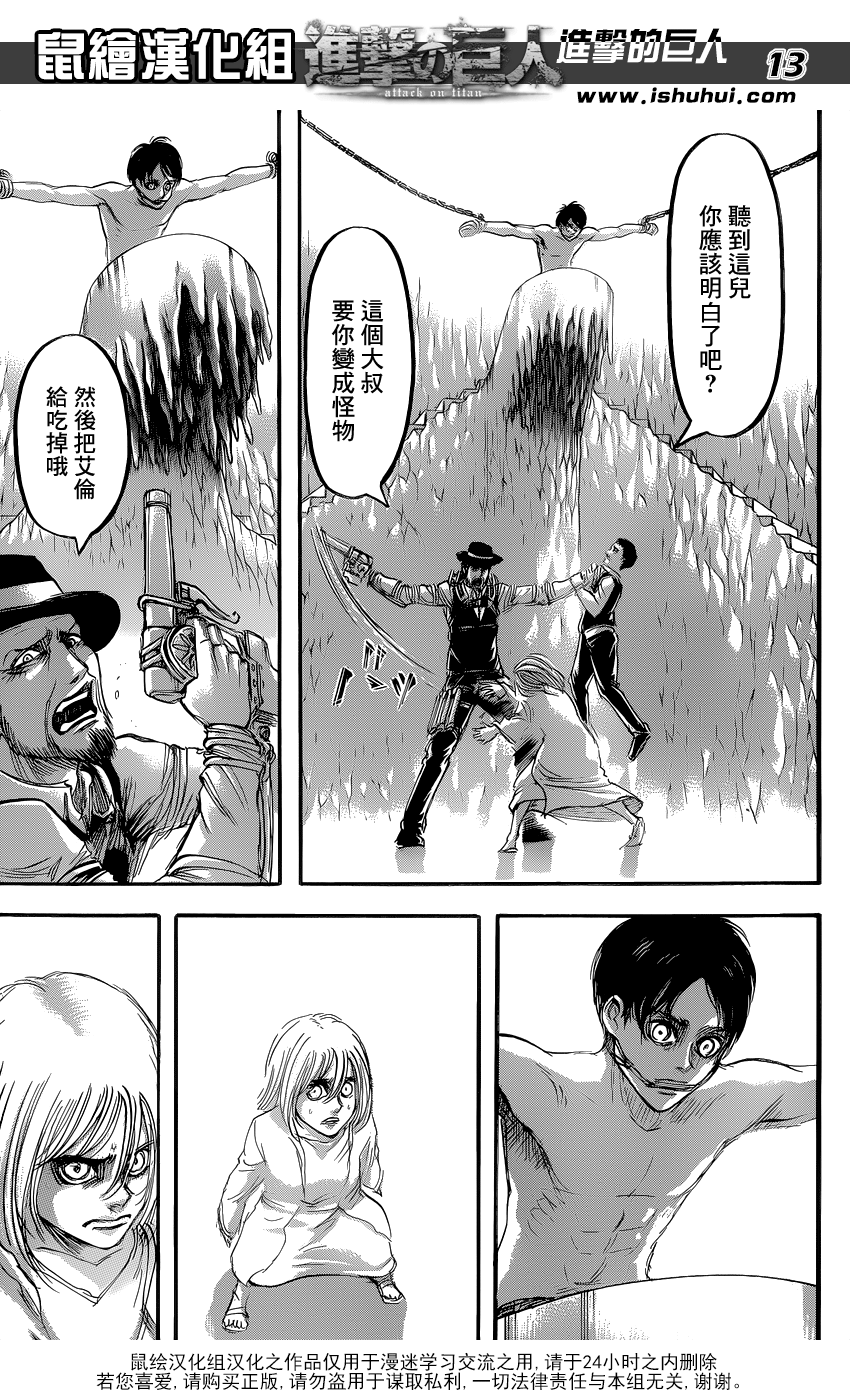 鼠繪漢化組
進撃の巨人
attack on titan
進擊的巨人
13
www.ishuhui.com
聽到這兒
你應該明白了吧？
這個大叔
要你變成怪物
ガンッ
然後把艾倫
給吃掉哦
鼠绘汉化组汉化之作品仅用于漫迷学习交流之用,请于24小时之内删除
若您喜爱,请购买正版,请勿盗用于谋取私利,一切法律责任与本组无关,谢谢。